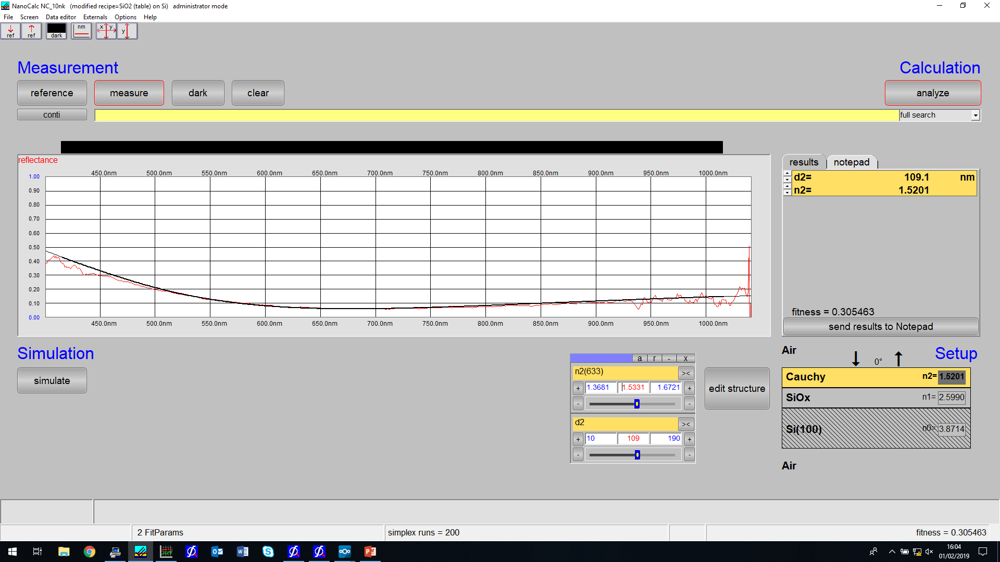 NanoCalc NC_10nk (modified recipe=SiO2 (table) on Si) administrator mode
File Screen Data editor Externals Options Help
ref ref dark nm x y y
Measurement
Calculation
reference measure dark clear
analyze
conti
full search
reflectance
450.0nm 500.0nm 550.0nm 600.0nm 650.0nm 700.0nm 750.0nm 800.0nm 850.0nm 900.0nm 950.0nm 1000.0nm
1.00
0.90
0.80
0.70
0.60
0.50
0.40
0.30
0.20
0.10
0.00
450.0nm 500.0nm 550.0nm 600.0nm 650.0nm 700.0nm 750.0nm 800.0nm 850.0nm 900.0nm 950.0nm 1000.0nm
results notepad
d2= 109.1 nm
n2= 1.5201
fitness = 0.305463
send results to Notepad
Simulation
simulate
a r - x
n2(633) ><
+ 1.3681 1.5331 1.6721 +
- -
d2 ><
+ 10 109 190 +
- -
edit structure
Air
0°
Setup
Cauchy n2= 1.5201
SiOx n1= 2.5990
Si(100) n0= 3.8714
Air
2 FitParams
simplex runs = 200
fitness = 0.305463
16:04
01/02/2019